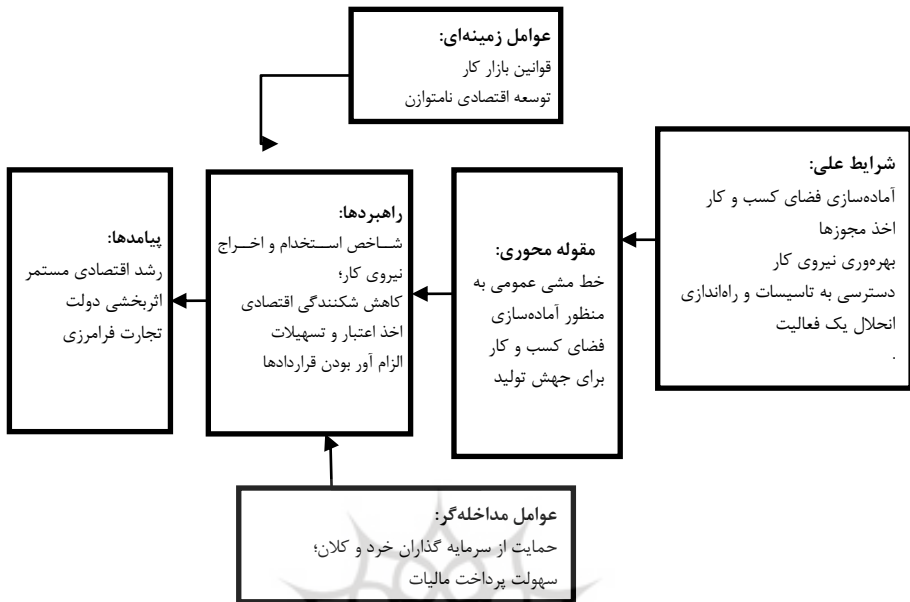 عوامل زمینه‌ای:
قوانین بازار کار
توسعه اقتصادی نامتوازن
شرایط علی:
آماده‌سازی فضای کسب و کار
اخذ مجوزها
بهره‌وری نیروی کار
دسترسی به تاسیسات و راه‌اندازی
انحلال یک فعالیت
.
مقوله محوری:
خط مشی عمومی به
منظور آماده‌سازی
فضای کسب و کار
برای جهش تولید
راهبردها:
شاخص استخدام و اخراج
نیروی کار؛
کاهش شکنندگی اقتصادی
اخذ اعتبار و تسهیلات
الزام آور بودن قراردادها
پیامدها:
رشد اقتصادی مستمر
اثربخشی دولت
تجارت فرامرزی
عوامل مداخله‌گر:
حمایت از سرمایه گذاران خرد و کلان؛
سهولت پرداخت مالیات